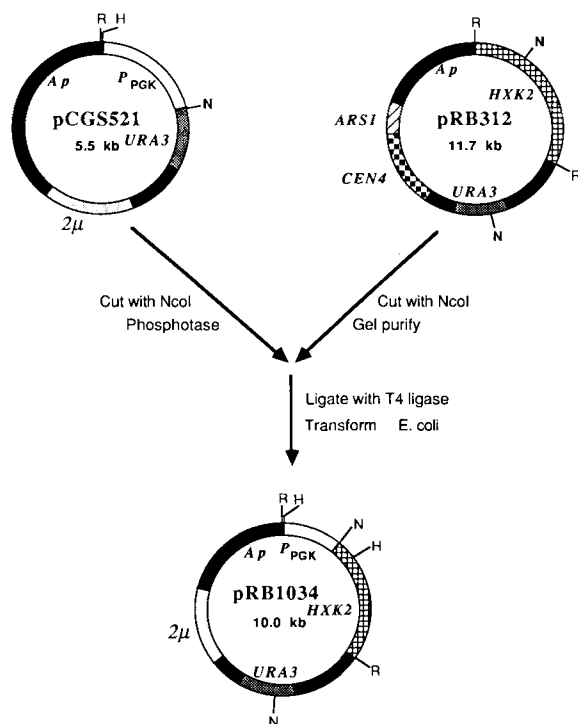 R H
Ap
P PGK
N
pCGS521
5.5 kb
URA3
2μ
R
N
Ap
HXK2
ARS1
pRB312
11.7 kb
CEN4
R
URA3
N
Cut with NcoI
Phosphotase
Cut with NcoI
Gel purify
Ligate with T4 ligase
Transform E. coli
R H
N
Ap
P PGK
H
pRB1034
HXK2
10.0 kb
2μ
R
URA3
N